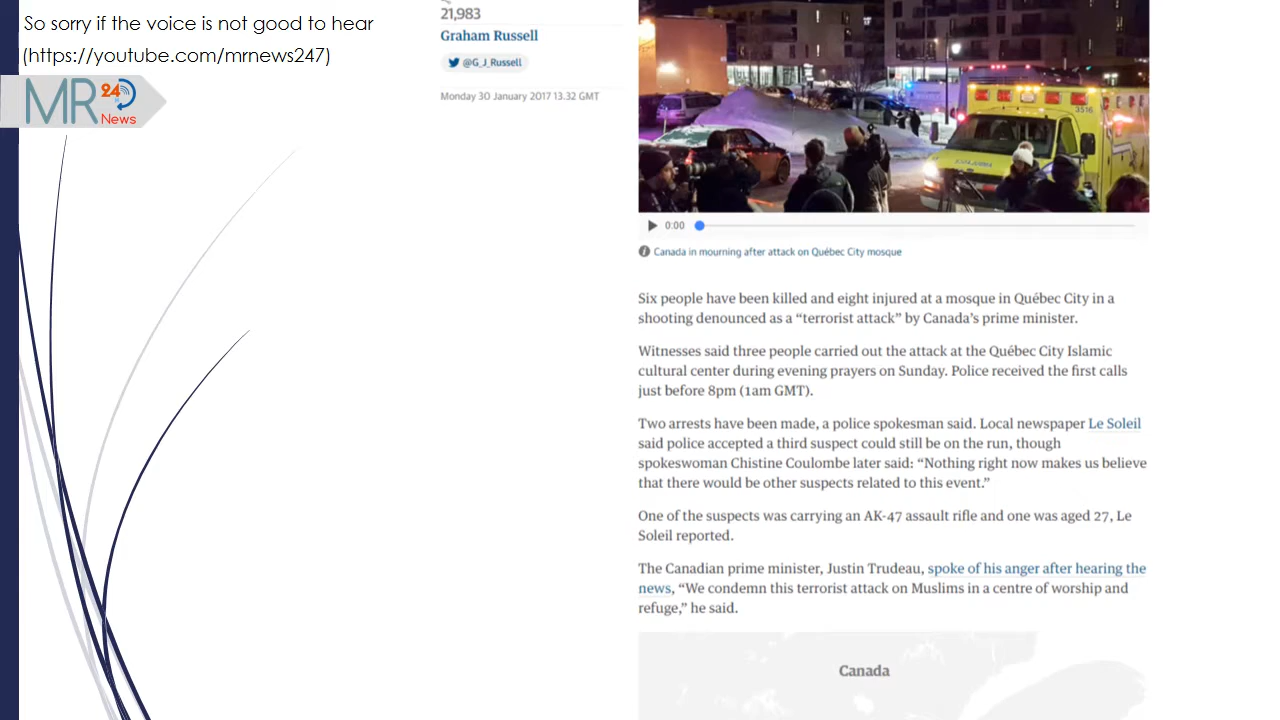 So sorry if the voice is not good to hear
(https://youtube.com/mrnews247)
MR 24
News
21,983
Graham Russell
@G_J_Russell
Monday 30 January 2017 13.32 GMT
3516
0:00
Canada in mourning after attack on Québec City mosque
Six people have been killed and eight injured at a mosque in Québec City in a
shooting denounced as a “terrorist attack” by Canada’s prime minister.
Witnesses said three people carried out the attack at the Québec City Islamic
cultural center during evening prayers on Sunday. Police received the first calls
just before 8pm (1am GMT).
Two arrests have been made, a police spokesman said. Local newspaper Le Soleil
said police accepted a third suspect could still be on the run, though
spokeswoman Chistine Coulombe later said: “Nothing right now makes us believe
that there would be other suspects related to this event.”
One of the suspects was carrying an AK-47 assault rifle and one was aged 27, Le
Soleil reported.
The Canadian prime minister, Justin Trudeau, spoke of his anger after hearing the
news, “We condemn this terrorist attack on Muslims in a centre of worship and
refuge,” he said.
Canada